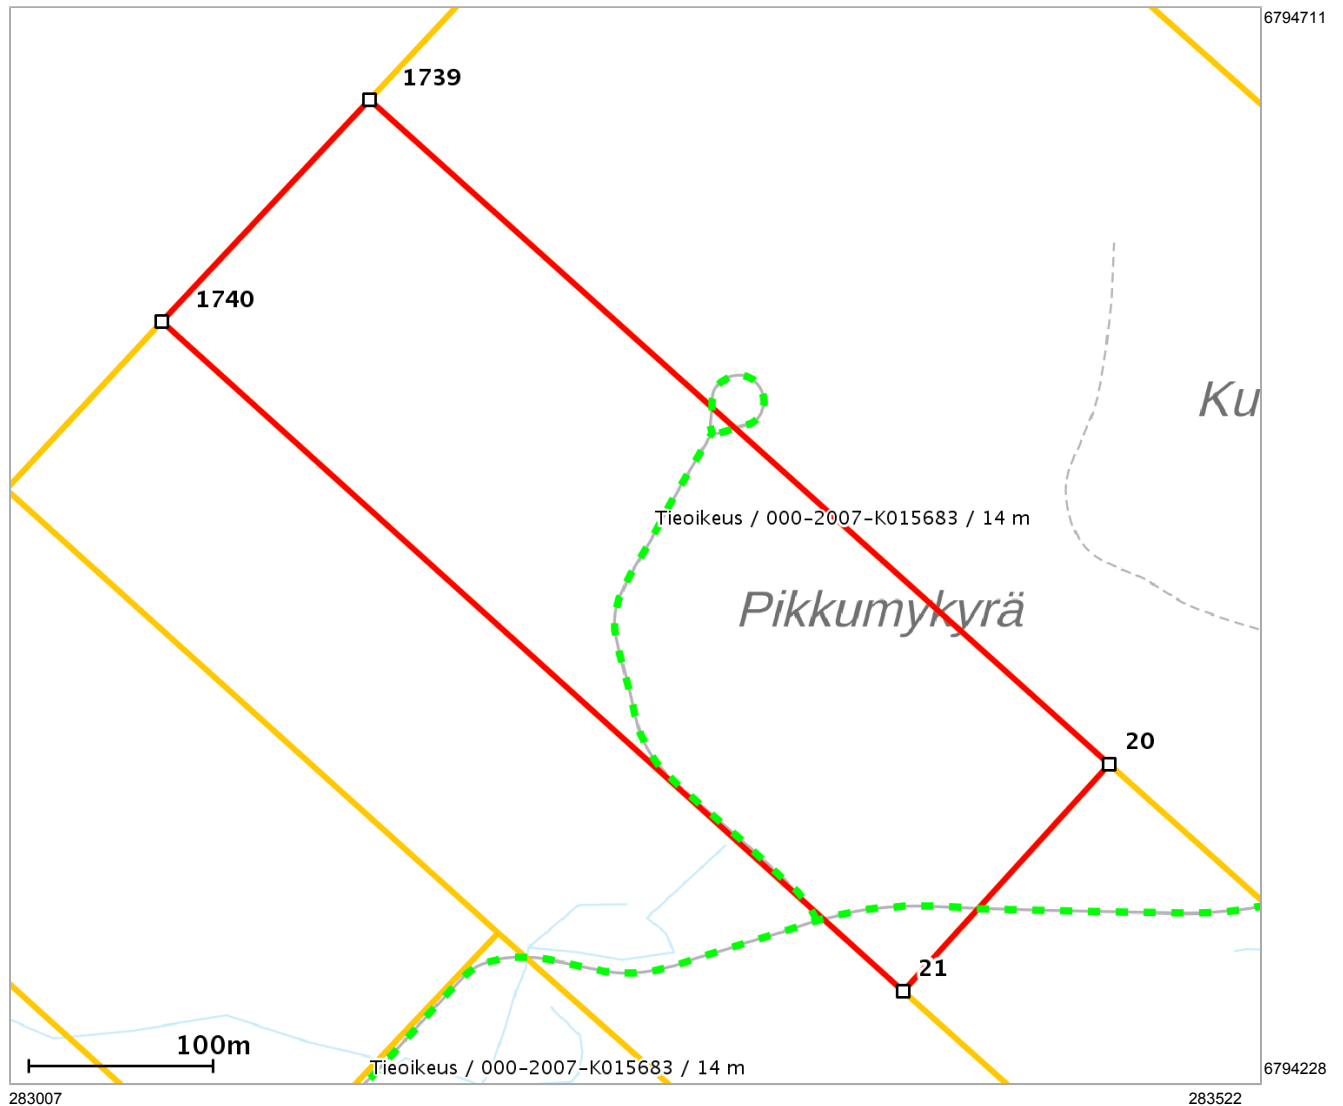 6794711
1739
1740
Ku
Tieoikeus / 000-2007-K015683 / 14 m
Pikkumykyrä
20
21
100m
Tieoikeus / 000-2007-K015683 / 14 m
6794228
283007
283522